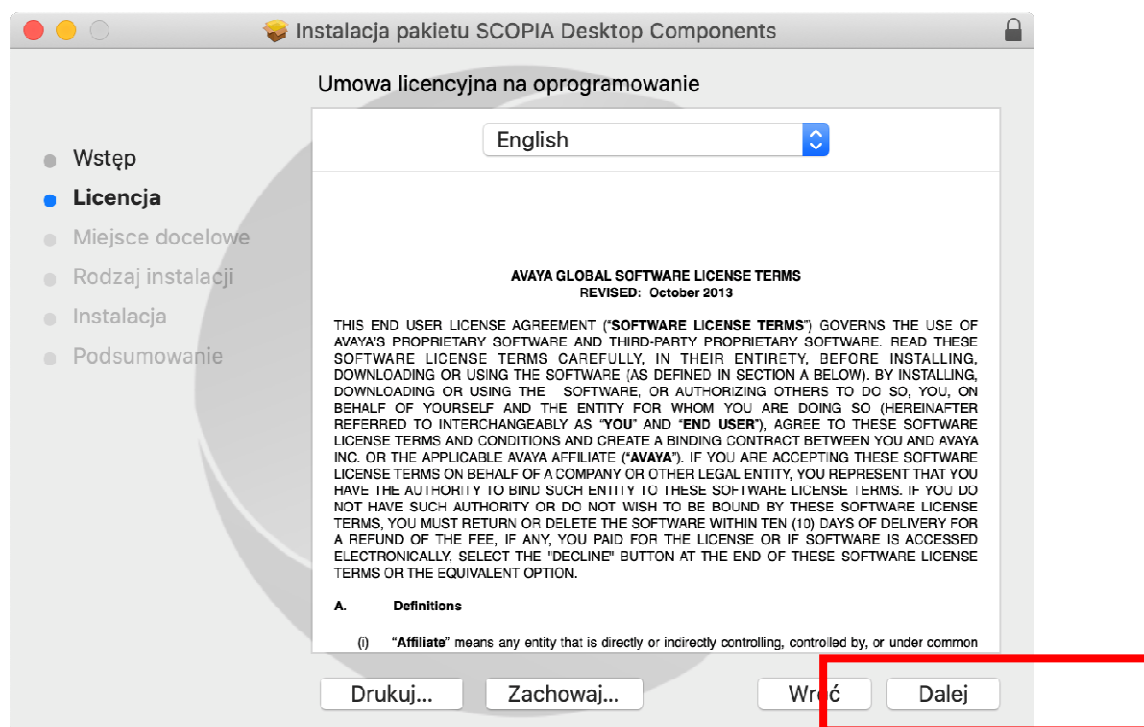 Instalacja pakietu SCOPIA Desktop Components
Umowa licencyjna na oprogramowanie
English
Wstęp
Licencja
Miejsce docelowe
Rodzaj instalacji
Instalacja
Podsumowanie
AVAYA GLOBAL SOFTWARE LICENSE TERMS
REVISED: October 2013
THIS END USER LICENSE AGREEMENT ("SOFTWARE LICENSE TERMS") GOVERNS THE USE OF
AVAYA'S PROPRIETARY SOFTWARE AND THIRD-PARTY PROPRIETARY SOFTWARE. READ THESE
SOFTWARE LICENSE TERMS CAREFULLY, IN THEIR ENTIRETY, BEFORE INSTALLING,
DOWNLOADING OR USING THE SOFTWARE (AS DEFINED IN SECTION A BELOW). BY INSTALLING,
DOWNLOADING OR USING THE SOFTWARE, OR AUTHORIZING OTHERS TO DO SO, YOU, ON
BEHALF OF YOURSELF AND THE ENTITY FOR WHOM YOU ARE DOING SO (HEREINAFTER
REFERRED TO INTERCHANGEABLY AS "YOU" AND "END USER"), AGREE TO THESE SOFTWARE
LICENSE TERMS AND CONDITIONS AND CREATE A BINDING CONTRACT BETWEEN YOU AND AVAYA
INC. OR THE APPLICABLE AVAYA AFFILIATE ("AVAYA"). IF YOU ARE ACCEPTING THESE SOFTWARE
LICENSE TERMS ON BEHALF OF A COMPANY OR OTHER LEGAL ENTITY, YOU REPRESENT THAT YOU
HAVE THE AUTHORITY TO BIND SUCH ENTITY TO THESE SOFTWARE LICENSE TERMS. IF YOU DO
NOT HAVE SUCH AUTHORITY OR DO NOT WISH TO BE BOUND BY THESE SOFTWARE LICENSE
TERMS, YOU MUST RETURN OR DELETE THE SOFTWARE WITHIN TEN (10) DAYS OF DELIVERY FOR
A REFUND OF THE FEE, IF ANY, YOU PAID FOR THE LICENSE OR IF SOFTWARE IS ACCESSED
ELECTRONICALLY, SELECT THE "DECLINE" BUTTON AT THE END OF THESE SOFTWARE LICENSE
TERMS OR THE EQUIVALENT OPTION.
A. Definitions
(i) "Affiliate" means any entity that is directly or indirectly controlling, controlled by, or under common
Drukuj... Zachowaj... Wróć Dalej